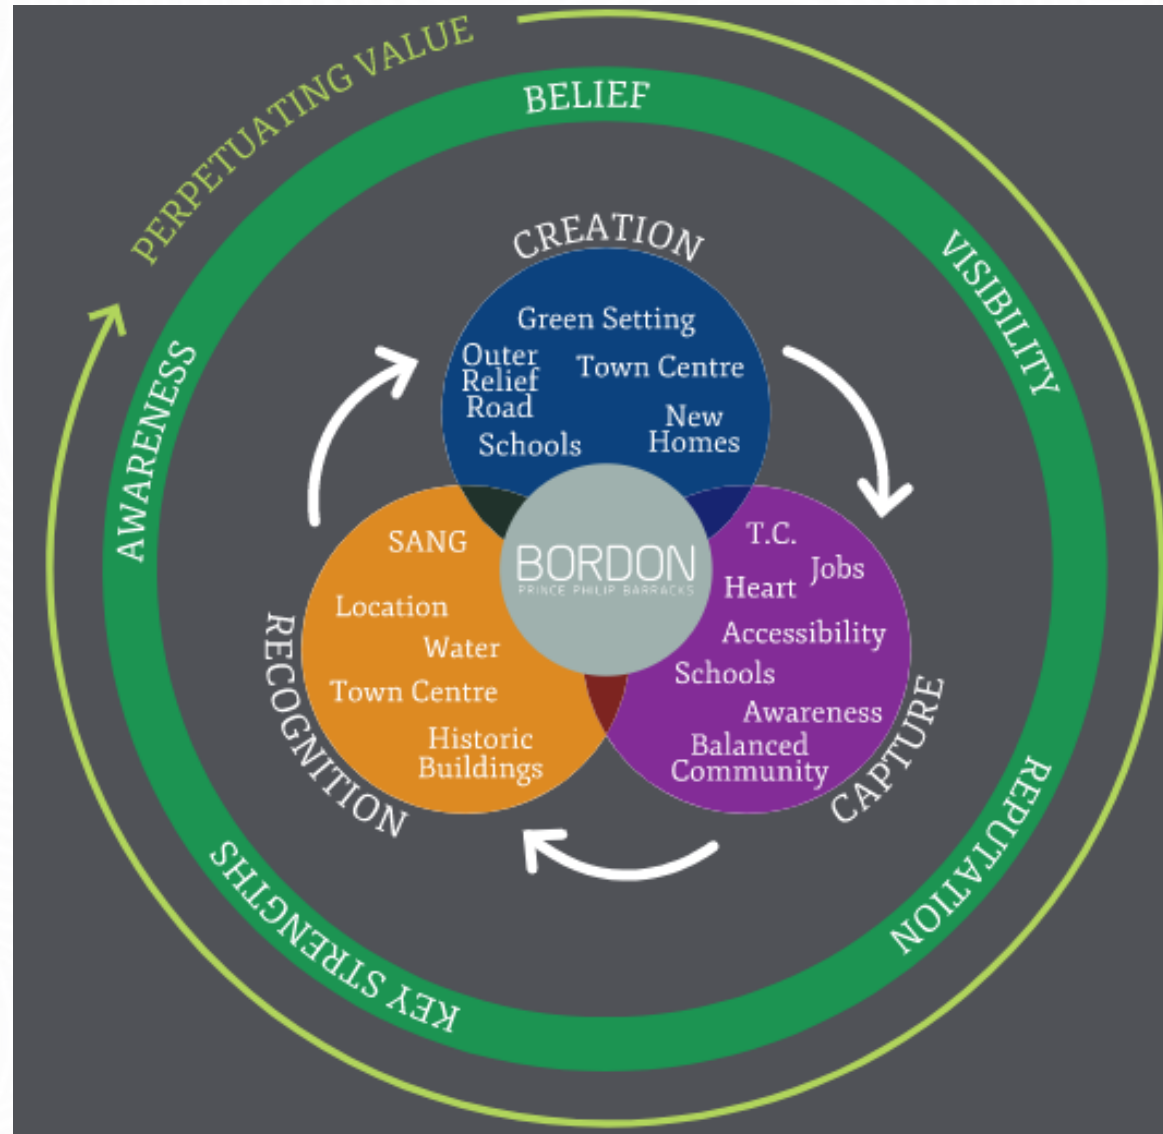 PERPETUATING VALUE
BELIEF
VISIBILITY
REPUTATION
KEY STRENGTHS
AWARENESS
CREATION
Green Setting
Outer
Relief
Road
Town Centre
New
Homes
Schools
CAPTURE
T.C.
Jobs
Heart
Accessibility
Schools
Awareness
Balanced
Community
RECOGNITION
SANG
Location
Water
Town Centre
Historic
Buildings
BORDON
PRINCE PHILIP BARRACKS